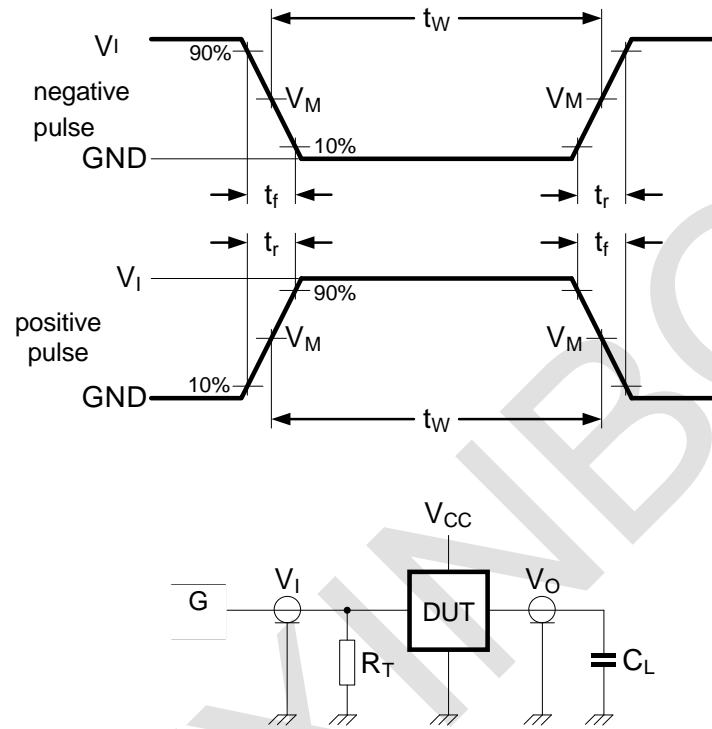 tW
VI
90%
negative
pulse
VM
VM
10%
GND
tf
tr
tr
tf
VI
90%
positive
pulse
VM
VM
10%
GND
tW
VCC
G
VI
DUT
VO
RT
CL
XINBO